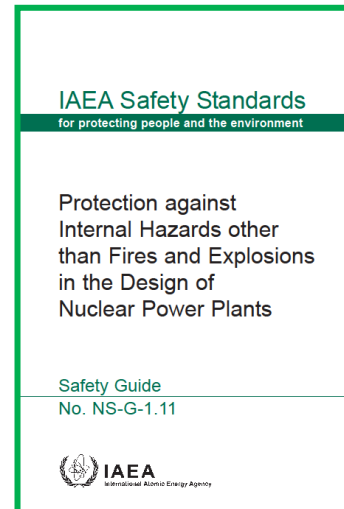 IAEA Safety Standards
for protecting people and the environment
Protection against
Internal Hazards other
than Fires and Explosions
in the Design of
Nuclear Power Plants
Safety Guide
No. NS-G-1.11
IAEA
International Atomic Energy Agency